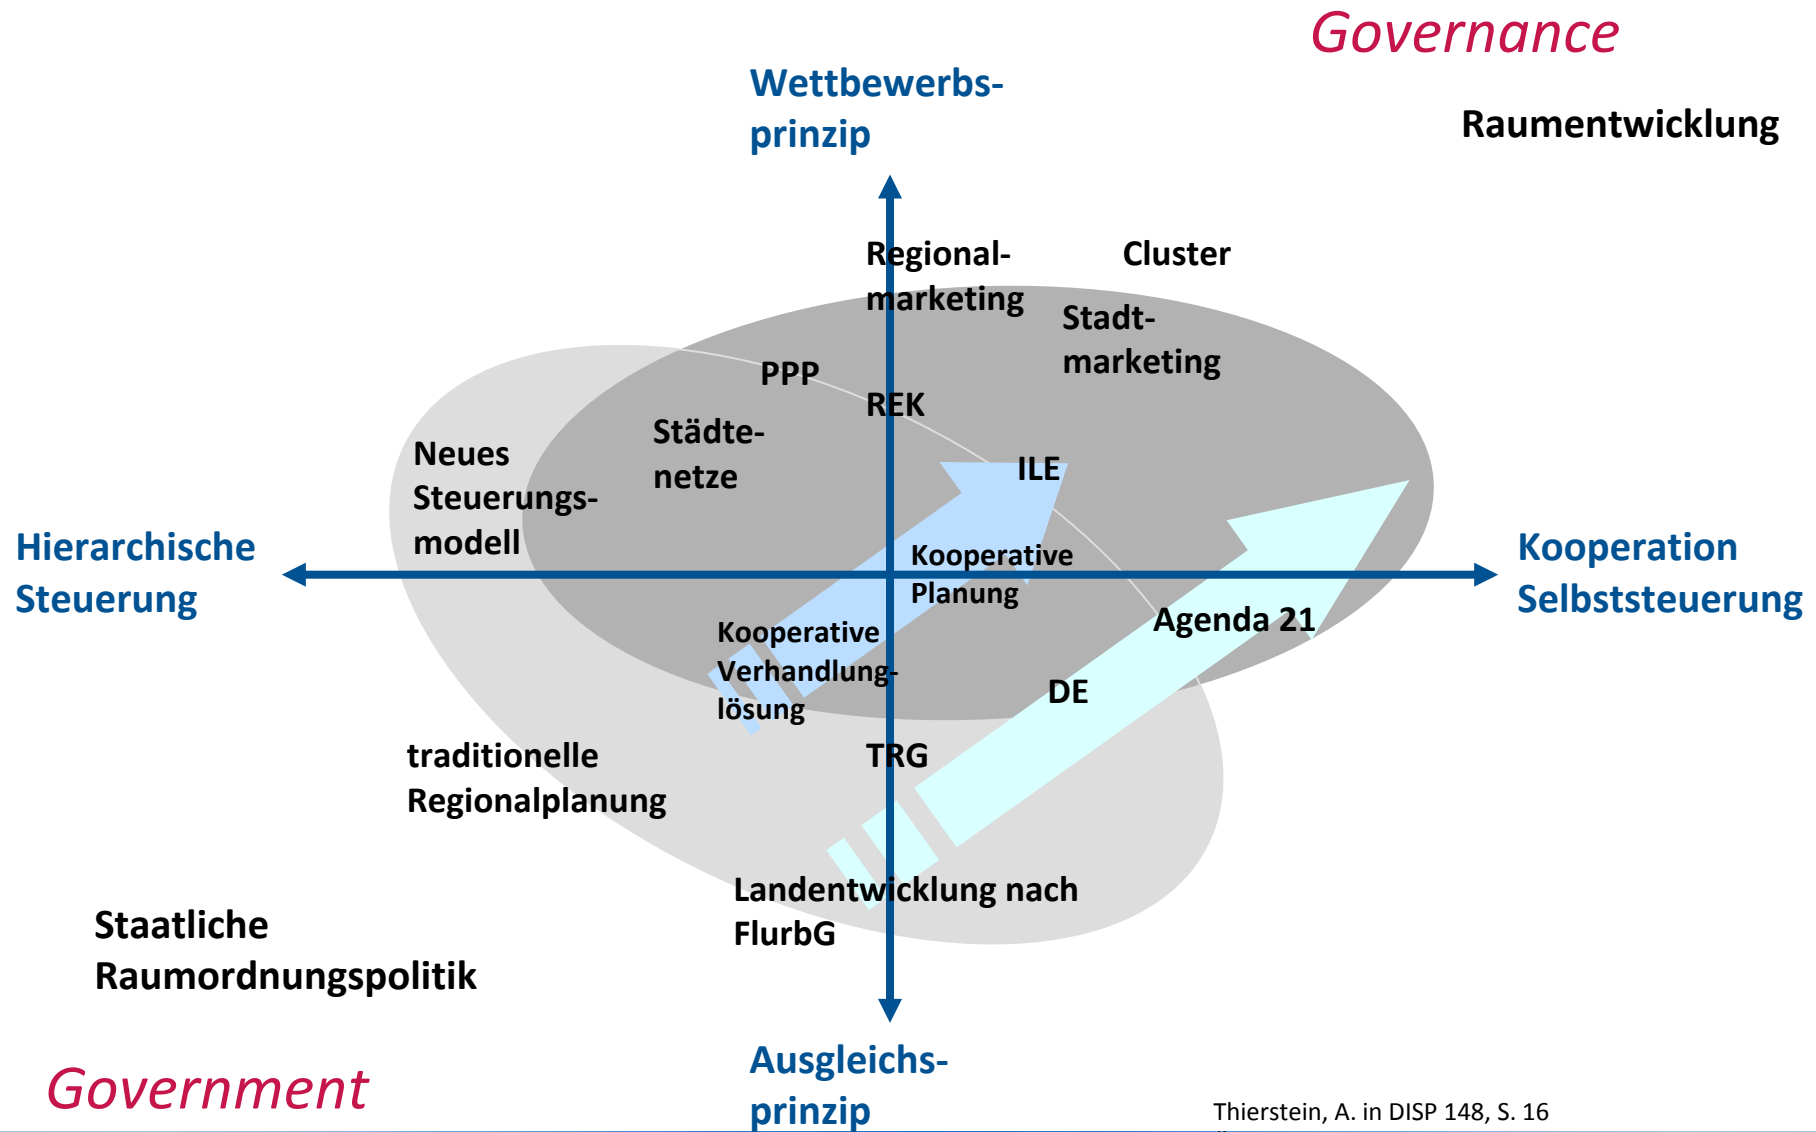 Governance
Wettbewerbs-
prinzip
Raumentwicklung
Regional-
marketing
Cluster
Stadt-
marketing
PPP
REK
Städte-
netze
Neues
Steuerungs-
modell
ILE
Hierarchische
Steuerung
Kooperative
Planung
Kooperation
Selbststeuerung
Agenda 21
Kooperative
Verhandlung-
lösung
DE
traditionelle
Regionalplanung
TRG
Landentwicklung nach
FlurbG
Staatliche
Raumordnungspolitik
Government
Ausgleichs-
prinzip
Thierstein, A. in DISP 148, S. 16